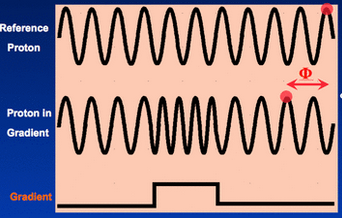 Reference
Proton
Φ
Proton in
Gradient
Gradient